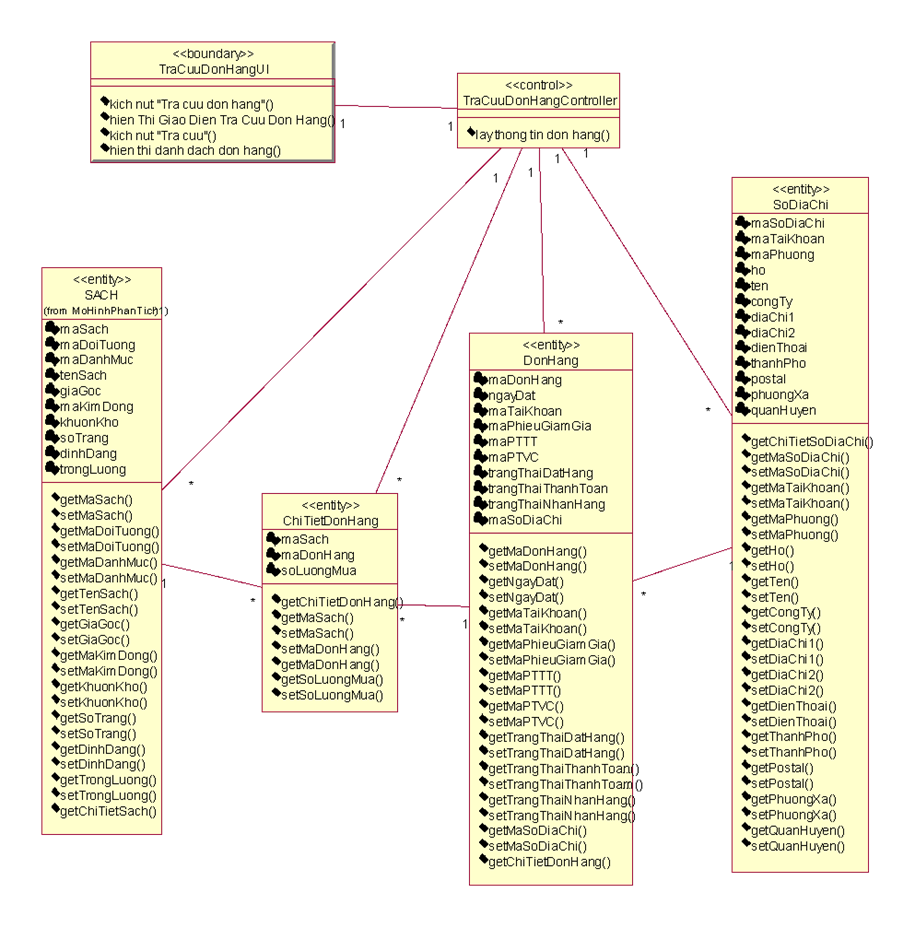 <<boundary>>
TraCuuDonHangUI
kich nut "Tra cuu don hang"()
hien Thi Giao Dien Tra Cuu Don Hang()
kich nut "Tra cuu"()
hien thi danh dach don hang()
1
1
<<control>>
TraCuuDonHangController
lay thong tin don hang()
1
1
1
1
<<entity>>
SoDiaChi
maSoDiaChi
maTaiKhoan
maPhuong
ho
ten
congTy
diaChi1
diaChi2
dienThoai
thanhPho
postal
phuongXa
quanHuyen
getChiTietSoDiaChi()
getMaSoDiaChi()
setMaSoDiaChi()
getMaTaiKhoan()
setMaTaiKhoan()
getMaPhuong()
setMaPhuong()
getHo()
setHo()
getTen()
setTen()
getCongTy()
setCongTy()
getDiaChi1()
setDiaChi1()
getDiaChi2()
setDiaChi2()
getDienThoai()
setDienThoai()
getThanhPho()
setThanhPho()
getPostal()
setPostal()
getPhuongXa()
setPhuongXa()
getQuanHuyen()
setQuanHuyen()
<<entity>>
SACH
maSach
maDoiTuong
maDanhMuc
tenSach
giaGoc
maKimDong
khuonKho
soTrang
dinhDang
trongLuong
getMaSach()
setMaSach()
getMaDoiTuong()
setMaDoiTuong()
getMaDanhMuc()
setMaDanhMuc()
getTenSach()
setTenSach()
getGiaGoc()
setGiaGoc()
getMaKimDong()
setMaKimDong()
getKhuonKho()
setKhuonKho()
getSoTrang()
setSoTrang()
getDinhDang()
setDinhDang()
getTrongLuong()
setTrongLuong()
getChiTietSach()
*
1
*
<<entity>>
ChiTietDonHang
maSach
maDonHang
soLuongMua
getChiTietDonHang()
getMaSach()
setMaSach()
setMaDonHang()
getMaDonHang()
getSoLuongMua()
setSoLuongMua()
*
*
1
<<entity>>
DonHang
maDonHang
ngayDat
maTaiKhoan
maPhieuGiamGia
maPTTT
maPTVC
trangThaiDatHang
trangThaiThanhToan
trangThaiNhanHang
maSoDiaChi
getMaDonHang()
setMaDonHang()
getNgayDat()
setNgayDat()
getMaTaiKhoan()
setMaTaiKhoan()
getMaPhieuGiamGia()
setMaPhieuGiamGia()
getMaPTTT()
setMaPTTT()
getMaPTVC()
setMaPTVC()
getTrangThaiDatHang()
setTrangThaiDatHang()
getTrangThaiThanhToan()
setTrangThaiThanhToan()
getTrangThaiNhanHang()
setTrangThaiNhanHang()
getMaSoDiaChi()
setMaSoDiaChi()
getChiTietDonHang()
*
*
*
1